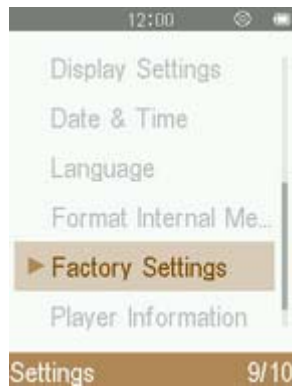 12:00
Display Settings
Date & Time
Language
Format Internal Me...
Factory Settings
Player Information
Settings 9/10